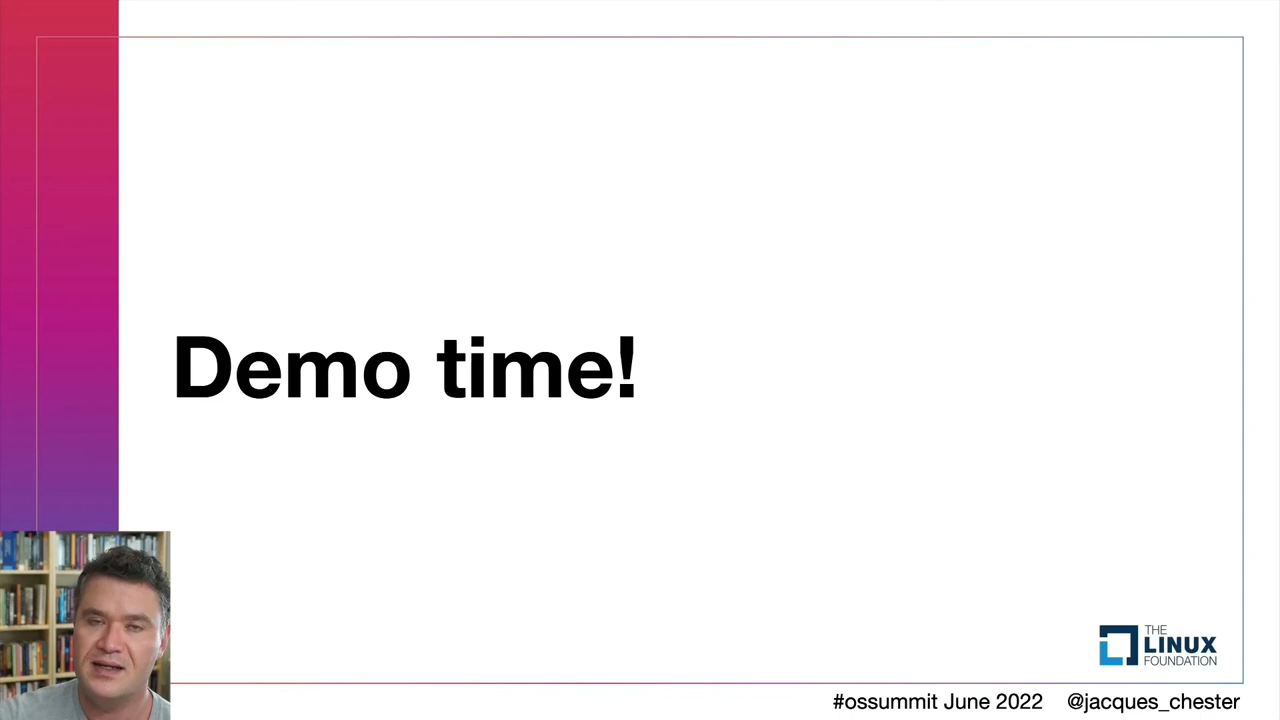 Demo time!
THE
LINUX
FOUNDATION
#ossummit June 2022 @jacques_chester